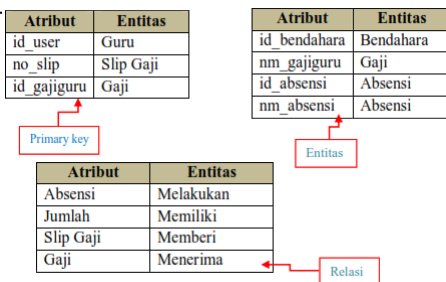 Atribut Entitas
id_user Guru
no_slip Slip Gaji
id_gajiguru Gaji
Primary key
Atribut Entitas
id_bendahara Bendahara
nm_gajiguru Gaji
id_absensi Absensi
nm_absensi Absensi
Entitas
Atribut Entitas
Absensi Melakukan
Jumlah Memiliki
Slip Gaji Memberi
Gaji Menerima
Relasi